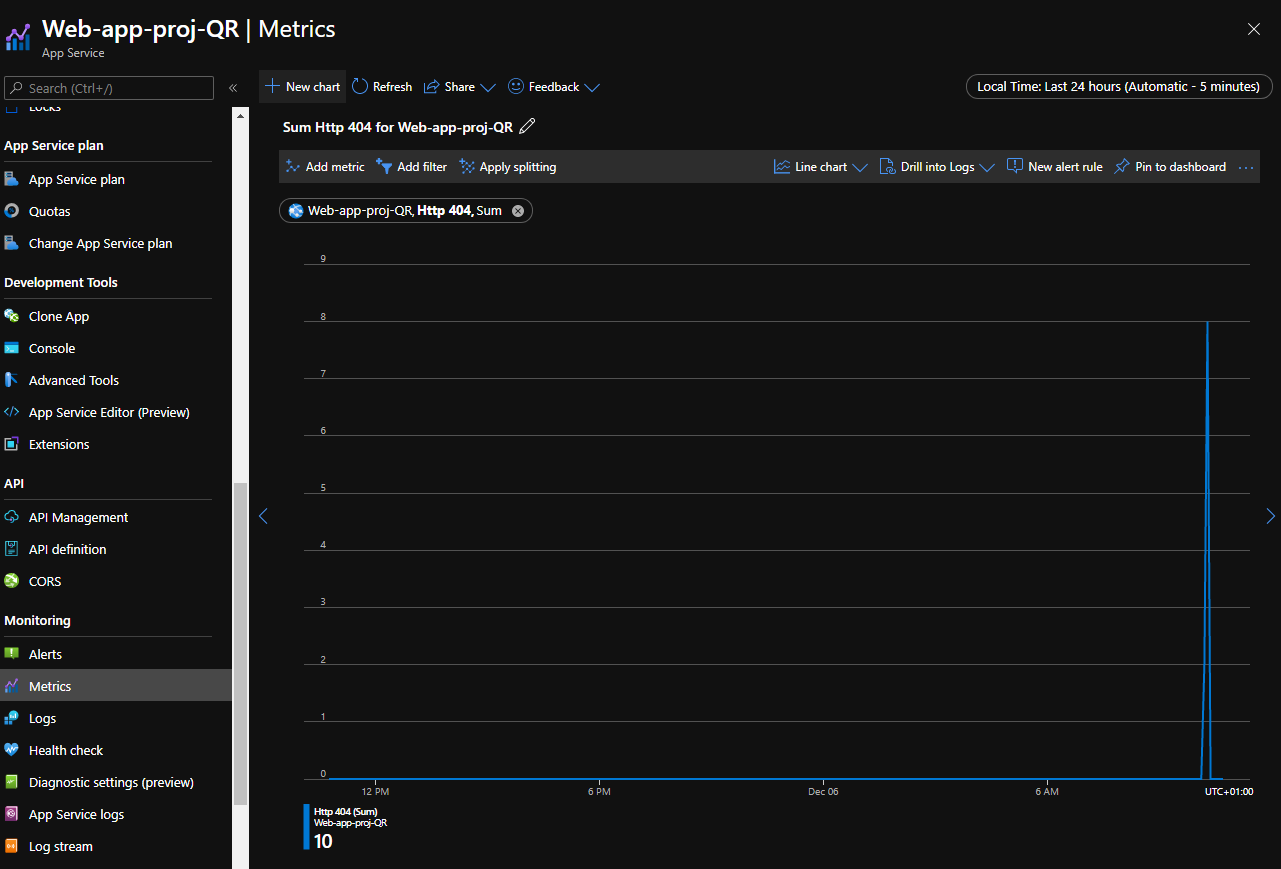 Web-app-proj-QR | Metrics
App Service
Search (Ctrl+/)
«
New chart
Refresh
Share
Feedback
Local Time: Last 24 hours (Automatic - 5 minutes)
Locks
App Service plan
App Service plan
Quotas
Change App Service plan
Development Tools
Clone App
Console
Advanced Tools
App Service Editor (Preview)
Extensions
API
API Management
API definition
CORS
Monitoring
Alerts
Metrics
Logs
Health check
Diagnostic settings (preview)
App Service logs
Log stream
Sum Http 404 for Web-app-proj-QR
Add metric
Add filter
Apply splitting
Line chart
Drill into Logs
New alert rule
Pin to dashboard
...
Web-app-proj-QR, Http 404, Sum
9
8
7
6
5
4
3
2
1
0
12 PM
6 PM
Dec 06
6 AM
UTC+01:00
Http 404 (Sum)
Web-app-proj-QR
10